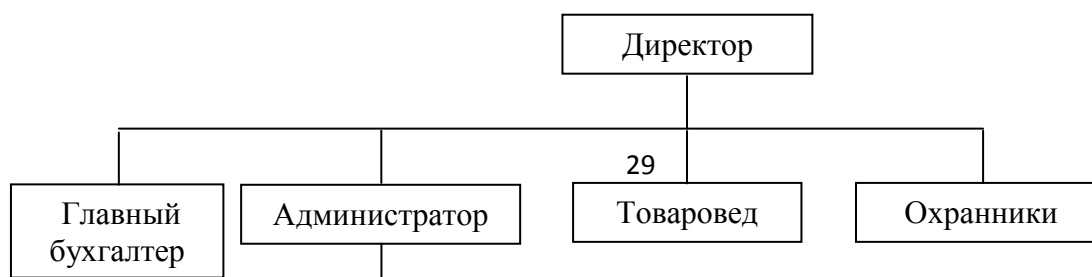 Директор
29
Главный
бухгалтер
Администратор
Товаровед
Охранники